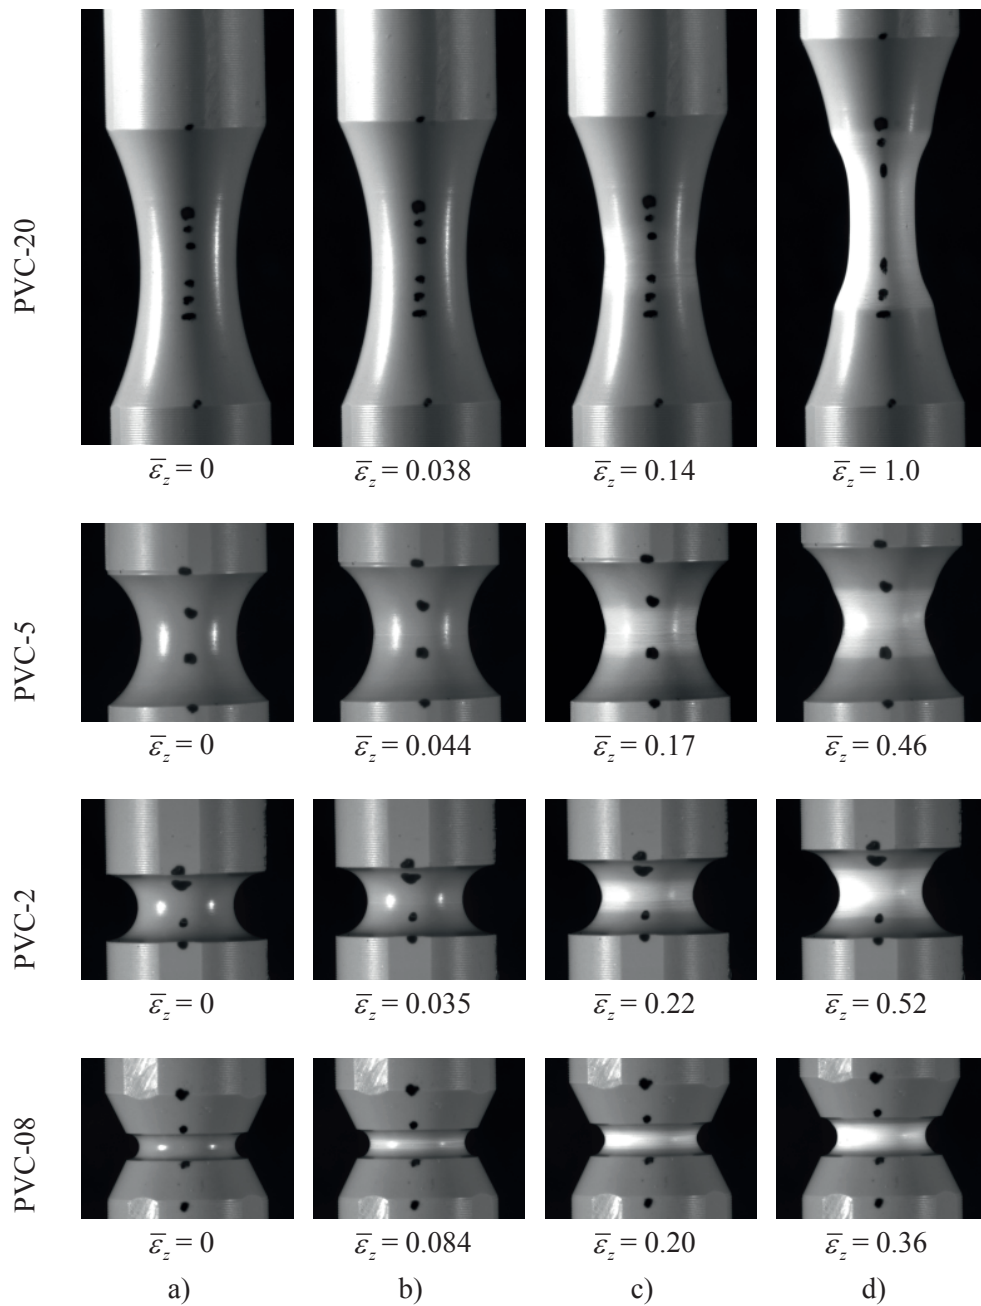 PVC-20
ε̅z = 0
ε̅z = 0.038
ε̅z = 0.14
ε̅z = 1.0
PVC-5
ε̅z = 0
ε̅z = 0.044
ε̅z = 0.17
ε̅z = 0.46
PVC-2
ε̅z = 0
ε̅z = 0.035
ε̅z = 0.22
ε̅z = 0.52
PVC-08
ε̅z = 0
ε̅z = 0.084
ε̅z = 0.20
ε̅z = 0.36
a)
b)
c)
d)